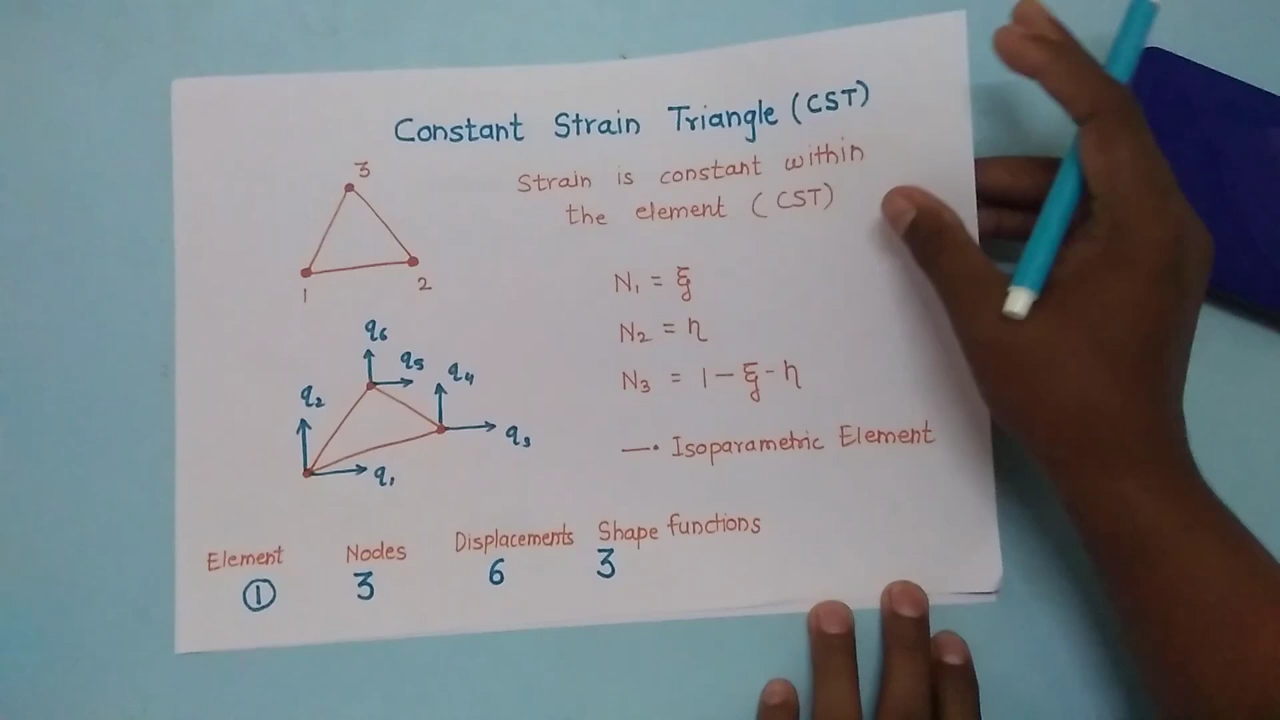 Constant Strain Triangle (CST)
Strain is constant within
the element (CST)
3
1
2
N₁ = ξ
N₂ = η
N₃ = 1 - ξ - η
—• Isoparametric Element
q₆
q₅
q₄
q₂
q₃
q₁
Element Nodes Displacements Shape functions
① 3 6 3